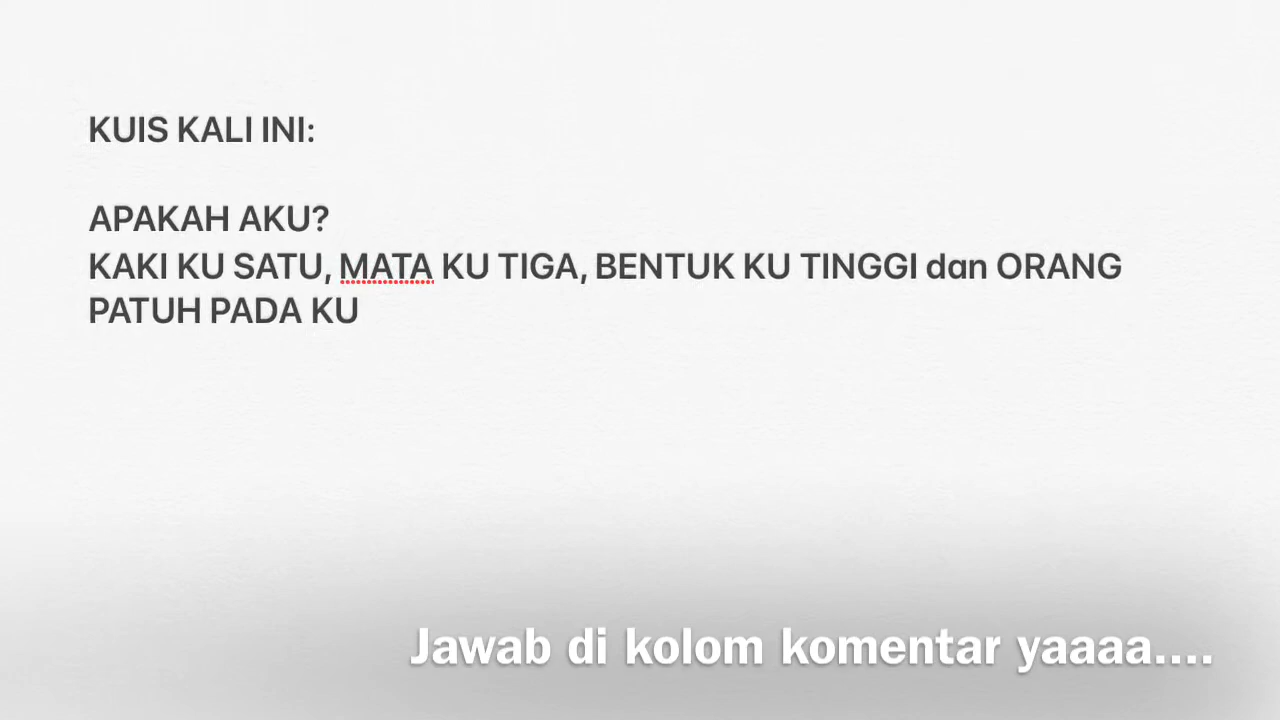 KUIS KALI INI:
APAKAH AKU?
KAKI KU SATU, MATA KU TIGA, BENTUK KU TINGGI dan ORANG
PATUH PADA KU
Jawab di kolom komentar yaaaa....